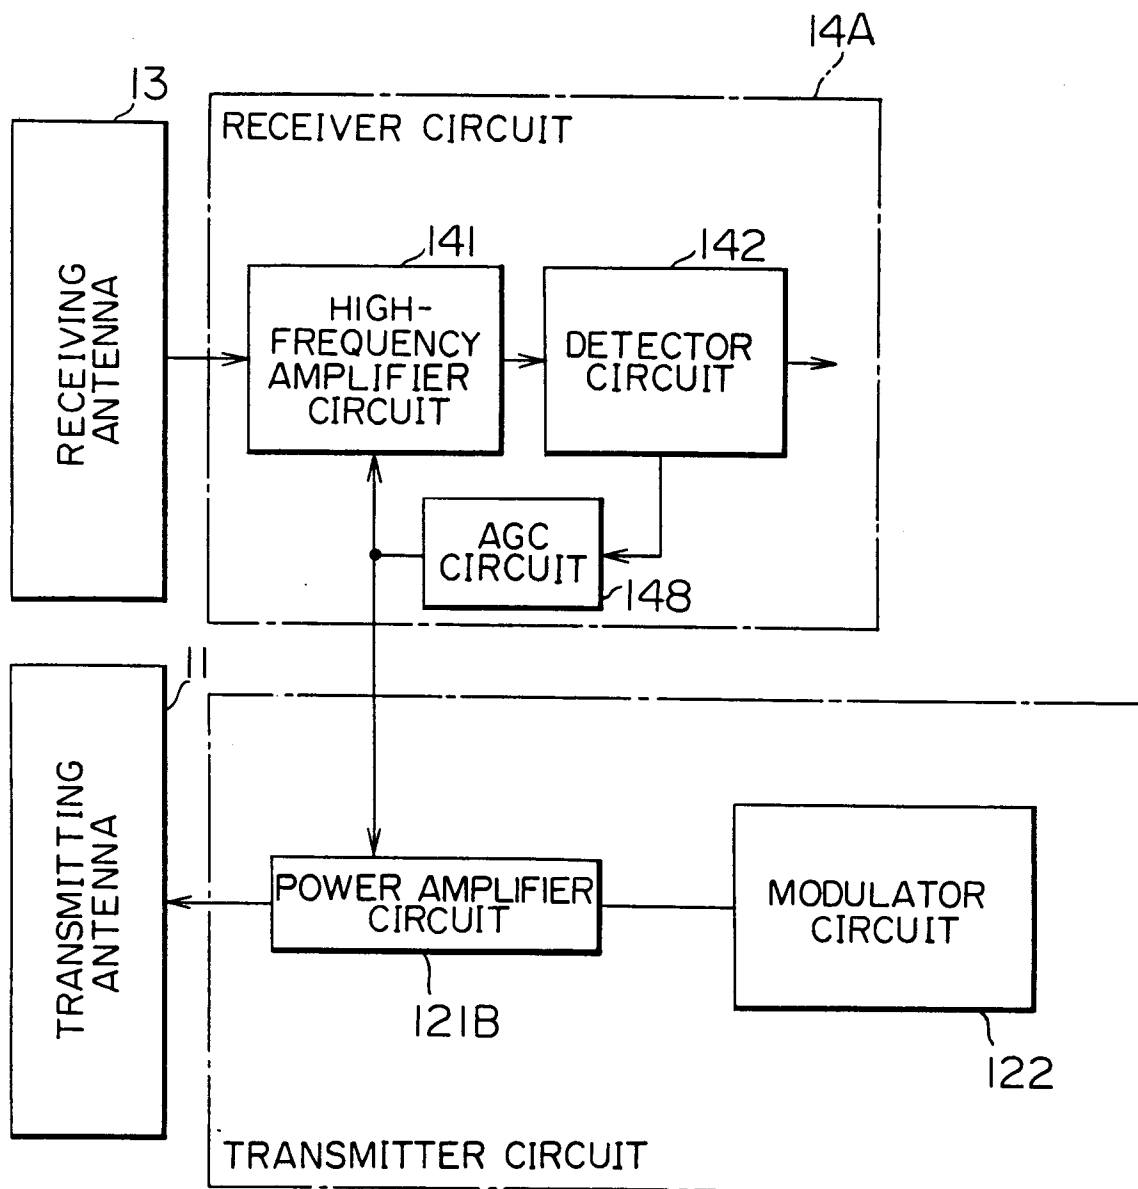 14A
13
RECEIVER CIRCUIT
141
142
RECEIVING
ANTENNA
HIGH-
FREQUENCY
AMPLIFIER
CIRCUIT
DETECTOR
CIRCUIT
AGC
CIRCUIT
148
11
TRANSMITTING
ANTENNA
POWER AMPLIFIER
CIRCUIT
121B
MODULATOR
CIRCUIT
122
TRANSMITTER CIRCUIT